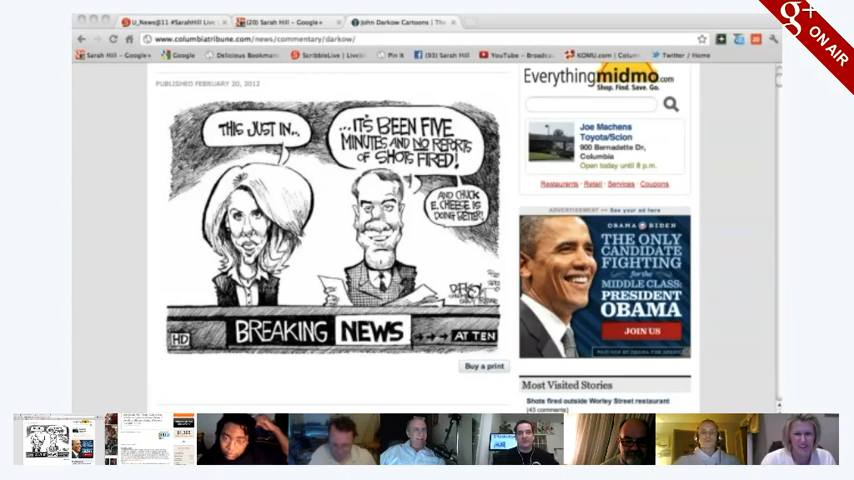 U_News@11 #SarahHill Live
(20) Sarah Hill - Google+
John Darkow Cartoons | The
www.columbiatribune.com/news/commentary/darkow/
Sarah Hill - Google+
Google
Delicious Bookmark
ScribbleLive | Livebl
Pin It
(93) Sarah Hill
YouTube - Broadcas
KOMU.com | Colum
Twitter / Home
g+
ON AIR
PUBLISHED FEBRUARY 20, 2012
THIS JUST IN..
...IT'S BEEN FIVE
MINUTES AND NO REPORTS
OF SHOTS FIRED!
AND CHUCK
E. CHEESE IS
DOING BETTER!
HD
BREAKING NEWS
AT TEN
Buy a print
Everythingmidmo.com
Shop. Find. Save. Go.
Joe Machens
Toyota/Scion
900 Bernadette Dr,
Columbia
Open today until 8 p.m.
Restaurants - Retail - Services - Coupons
ADVERTISEMENT - See your ad here
OBAMA BIDEN
THE ONLY
CANDIDATE
FIGHTING
for the
MIDDLE CLASS:
PRESIDENT
OBAMA
JOIN US
Most Visited Stories
Shots fired outside Worley Street restaurant
(43 comments)